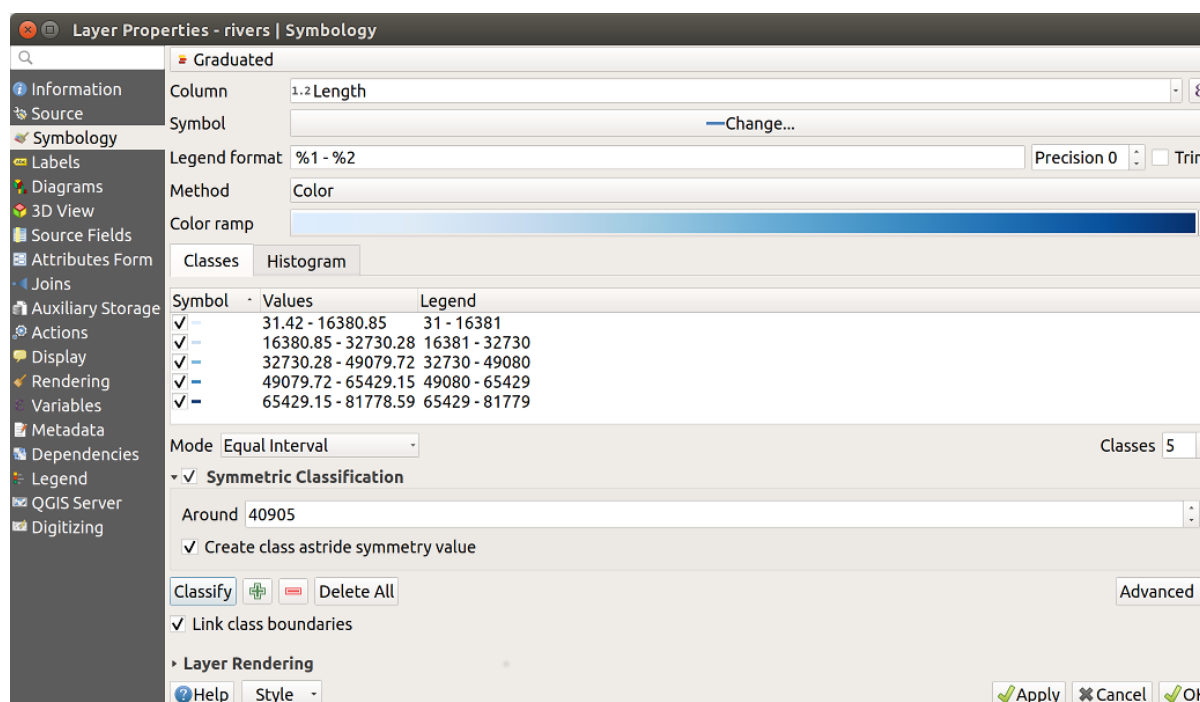 Layer Properties - rivers | Symbology
Information
Source
Symbology
Labels
Diagrams
3D View
Source Fields
Attributes Form
Joins
Auxiliary Storage
Actions
Display
Rendering
Variables
Metadata
Dependencies
Legend
QGIS Server
Digitizing
Graduated
Column 1.2 Length
Symbol Change...
Legend format %1 - %2 Precision 0
Method Color
Color ramp
Classes Histogram
Symbol Values Legend
31.42 - 16380.85 31 - 16381
16380.85 - 32730.28 16381 - 32730
32730.28 - 49079.72 32730 - 49080
49079.72 - 65429.15 49080 - 65429
65429.15 - 81778.59 65429 - 81779
Mode Equal Interval Classes 5
Symmetric Classification
Around 40905
Create class astride symmetry value
Classify Delete All Advanced
Link class boundaries
Layer Rendering
Help Style Apply Cancel